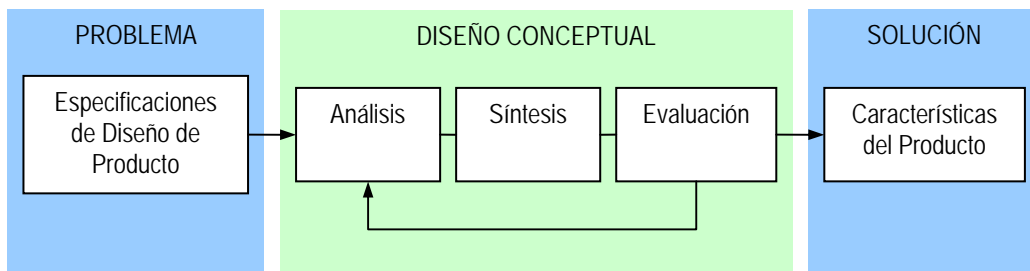 PROBLEMA
Especificaciones
de Diseño de
Producto
DISEÑO CONCEPTUAL
Análisis
Síntesis
Evaluación
SOLUCIÓN
Características
del Producto